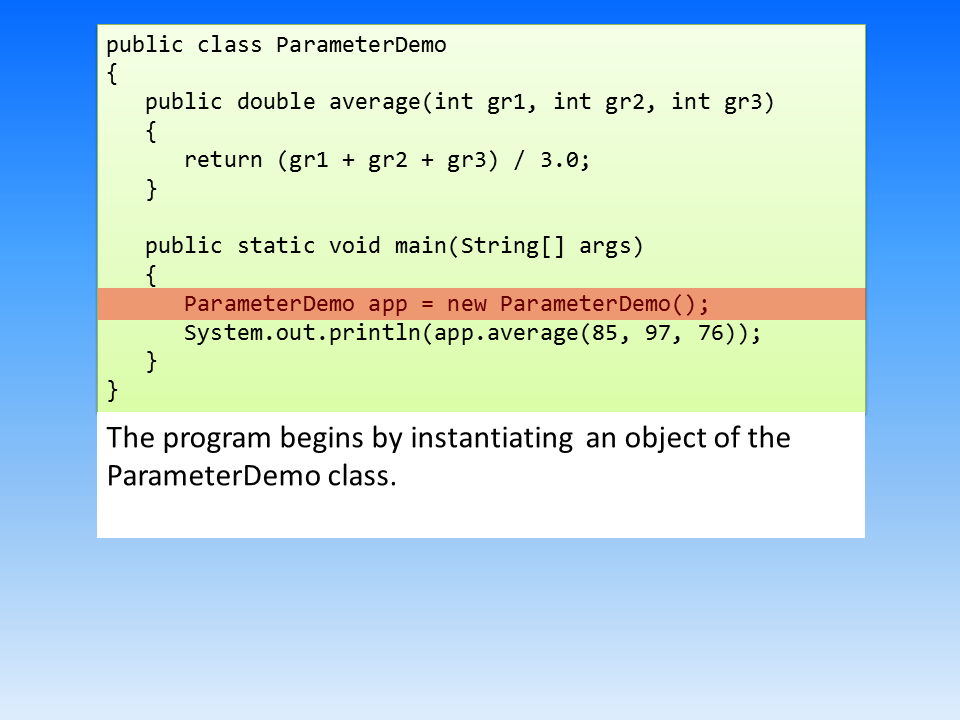 public class ParameterDemo
{
   public double average(int gr1, int gr2, int gr3)
   {
      return (gr1 + gr2 + gr3) / 3.0;
   }

   public static void main(String[] args)
   {
      ParameterDemo app = new ParameterDemo();
      System.out.println(app.average(85, 97, 76));
   }
}
The program begins by instantiating an object of the
ParameterDemo class.